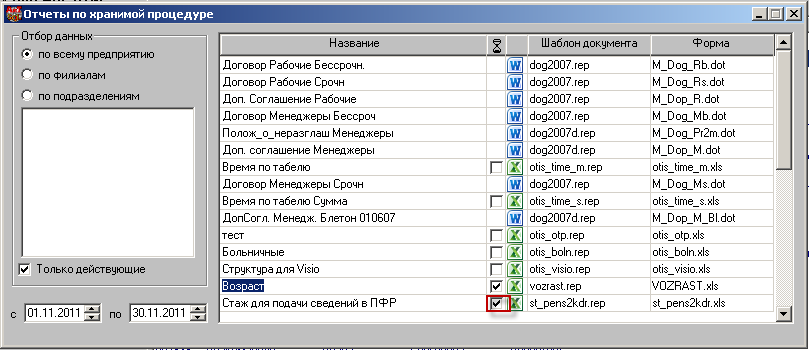 Отчеты по хранимой процедуре
Отбор данных
по всему предприятию
по филиалам
по подразделениям
Только действующие
с 01.11.2011 по 30.11.2011
Название Шаблон документа Форма
Договор Рабочие Бессрочн. dog2007.rep M_Dog_Rb.dot
Договор Рабочие Срочн dog2007.rep M_Dog_Rs.dot
Доп. Соглашение Рабочие dog2007.rep M_Dop_R.dot
Договор Менеджеры Бессроч dog2007.rep M_Dog_Mb.dot
Полож_о_неразглаш Менеджеры dog2007d.rep M_Dog_Pr2m.dot
Доп. соглашение Менеджеры dog2007d.rep M_Dop_M.dot
Время по табелю otis_time_m.rep otis_time_m.xls
Договор Менеджеры Срочн dog2007.rep M_Dog_Ms.dot
Время по табелю Сумма otis_time_s.rep otis_time_s.xls
ДопСогл. Менедж. Блетон 010607 dog2007d.rep M_Dop_M_Bl.dot
тест otis_otp.rep otis_otp.xls
Больничные otis_boln.rep otis_boln.xls
Структура для Visio otis_visio.rep otis_visio.xls
Возраст vozrast.rep VOZRAST.xls
Стаж для подачи сведений в ПФР st_pens2kdr.rep st_pens2kdr.xls